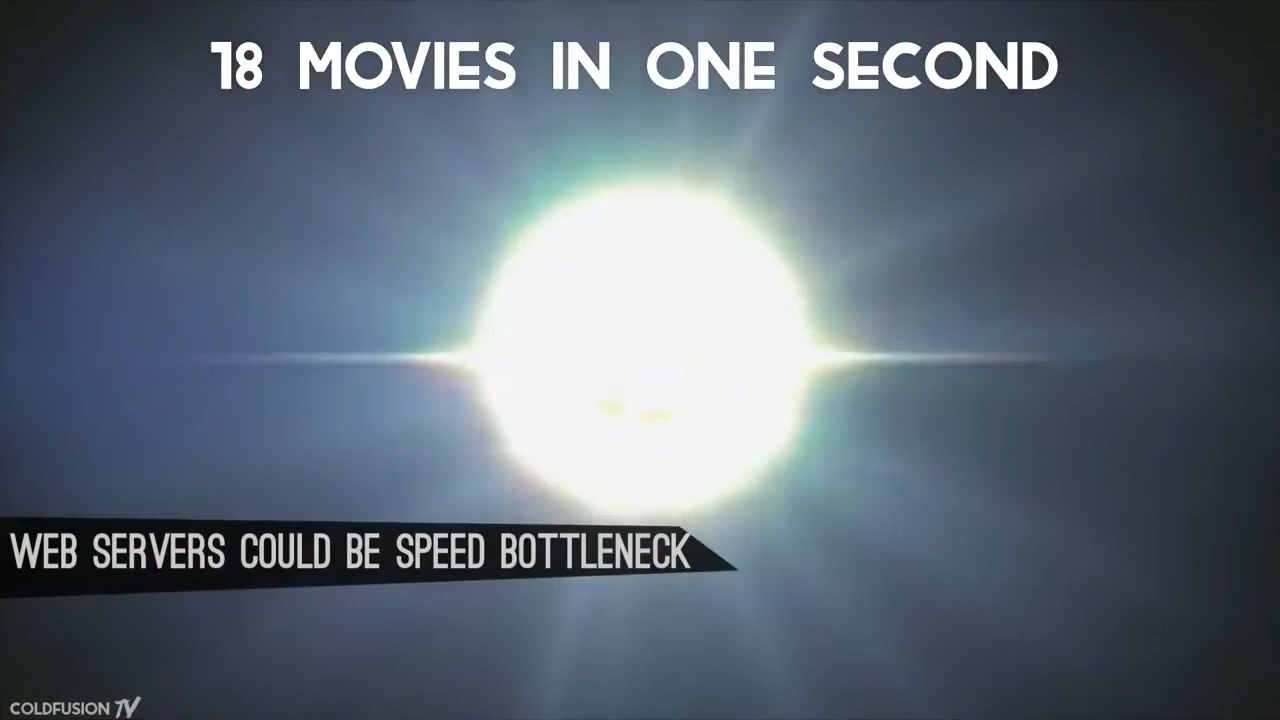 18 MOVIES IN ONE SECOND
WEB SERVERS COULD BE SPEED BOTTLENECK
COLDFUSION TV